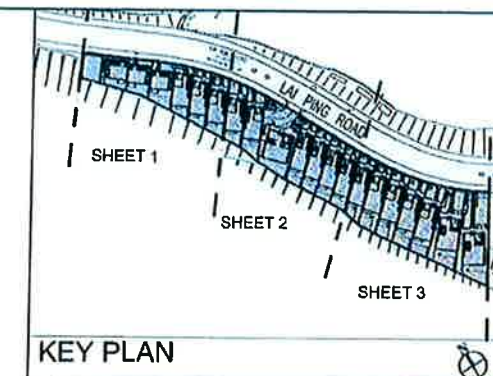 LAI PING ROAD
SHEET 1
SHEET 2
SHEET 3
KEY PLAN